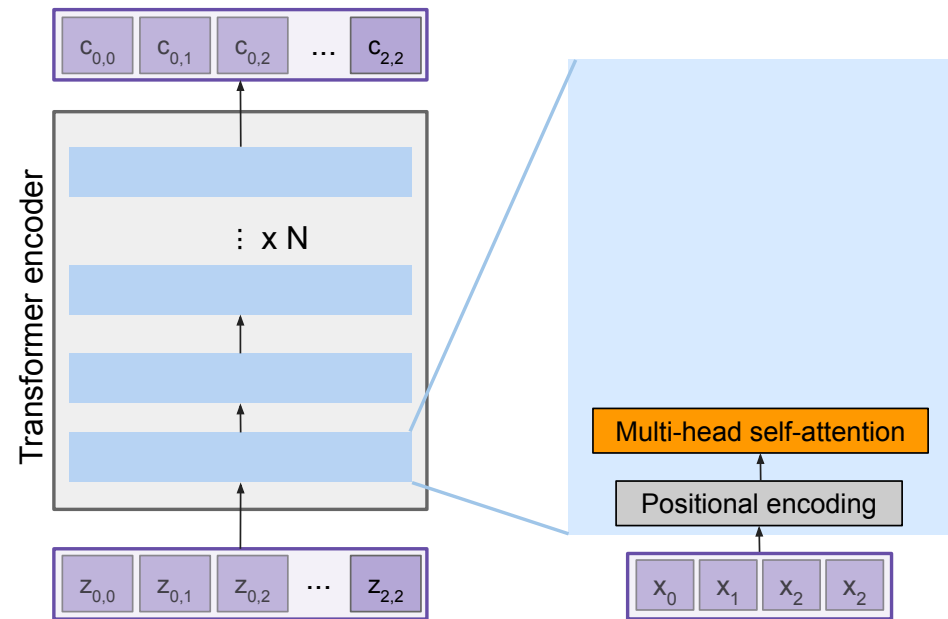 c0,0 c0,1 c0,2 ... c2,2
Transformer encoder
⋮ x N
z0,0 z0,1 z0,2 ... z2,2
Multi-head self-attention
Positional encoding
x0 x1 x2 x2